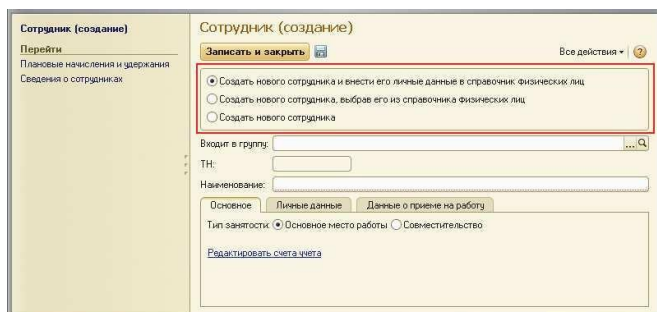 Сотрудник (создание)
Перейти
Плановые начисления и удержания
Сведения о сотрудниках
Сотрудник (создание)
Записать и закрыть
Все действия
Создать нового сотрудника и внести его личные данные в справочник физических лиц
Создать нового сотрудника, выбрав его из справочника физических лиц
Создать нового сотрудника
Входит в группу:
...
ТН:
Наименование:
Основное Личные данные Данные о приеме на работу
Тип занятости: Основное место работы Совместительство
Редактировать счета учета